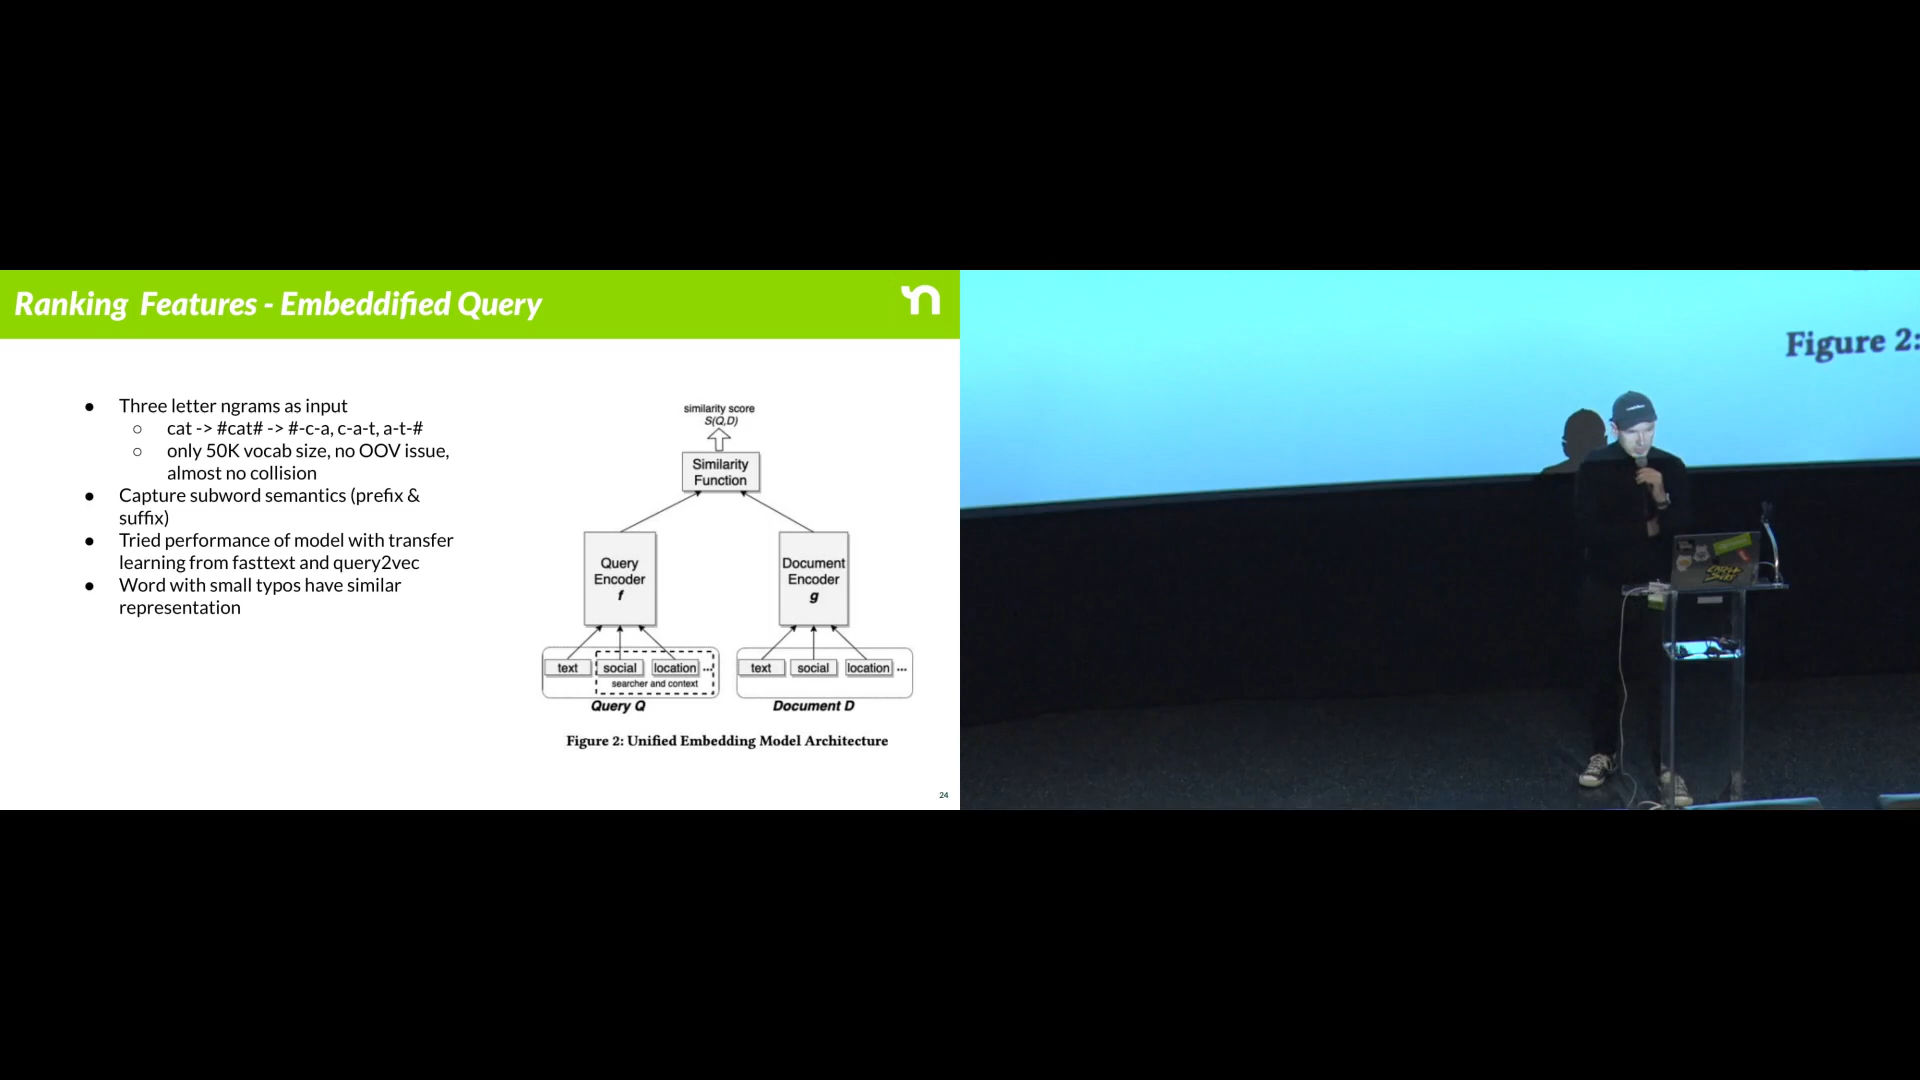 Ranking Features - Embeddified Query
● Three letter ngrams as input
○ cat -> #cat# -> #-c-a, c-a-t, a-t-#
○ only 50K vocab size, no OOV issue,
almost no collision
● Capture subword semantics (prefix &
suffix)
● Tried performance of model with transfer
learning from fasttext and query2vec
● Word with small typos have similar
representation
similarity score
S(Q,D)
Similarity
Function
Query
Encoder
f
Document
Encoder
g
text social location ...
searcher and context
Query Q
text social location ...
Document D
Figure 2: Unified Embedding Model Architecture
24
Figure 2: